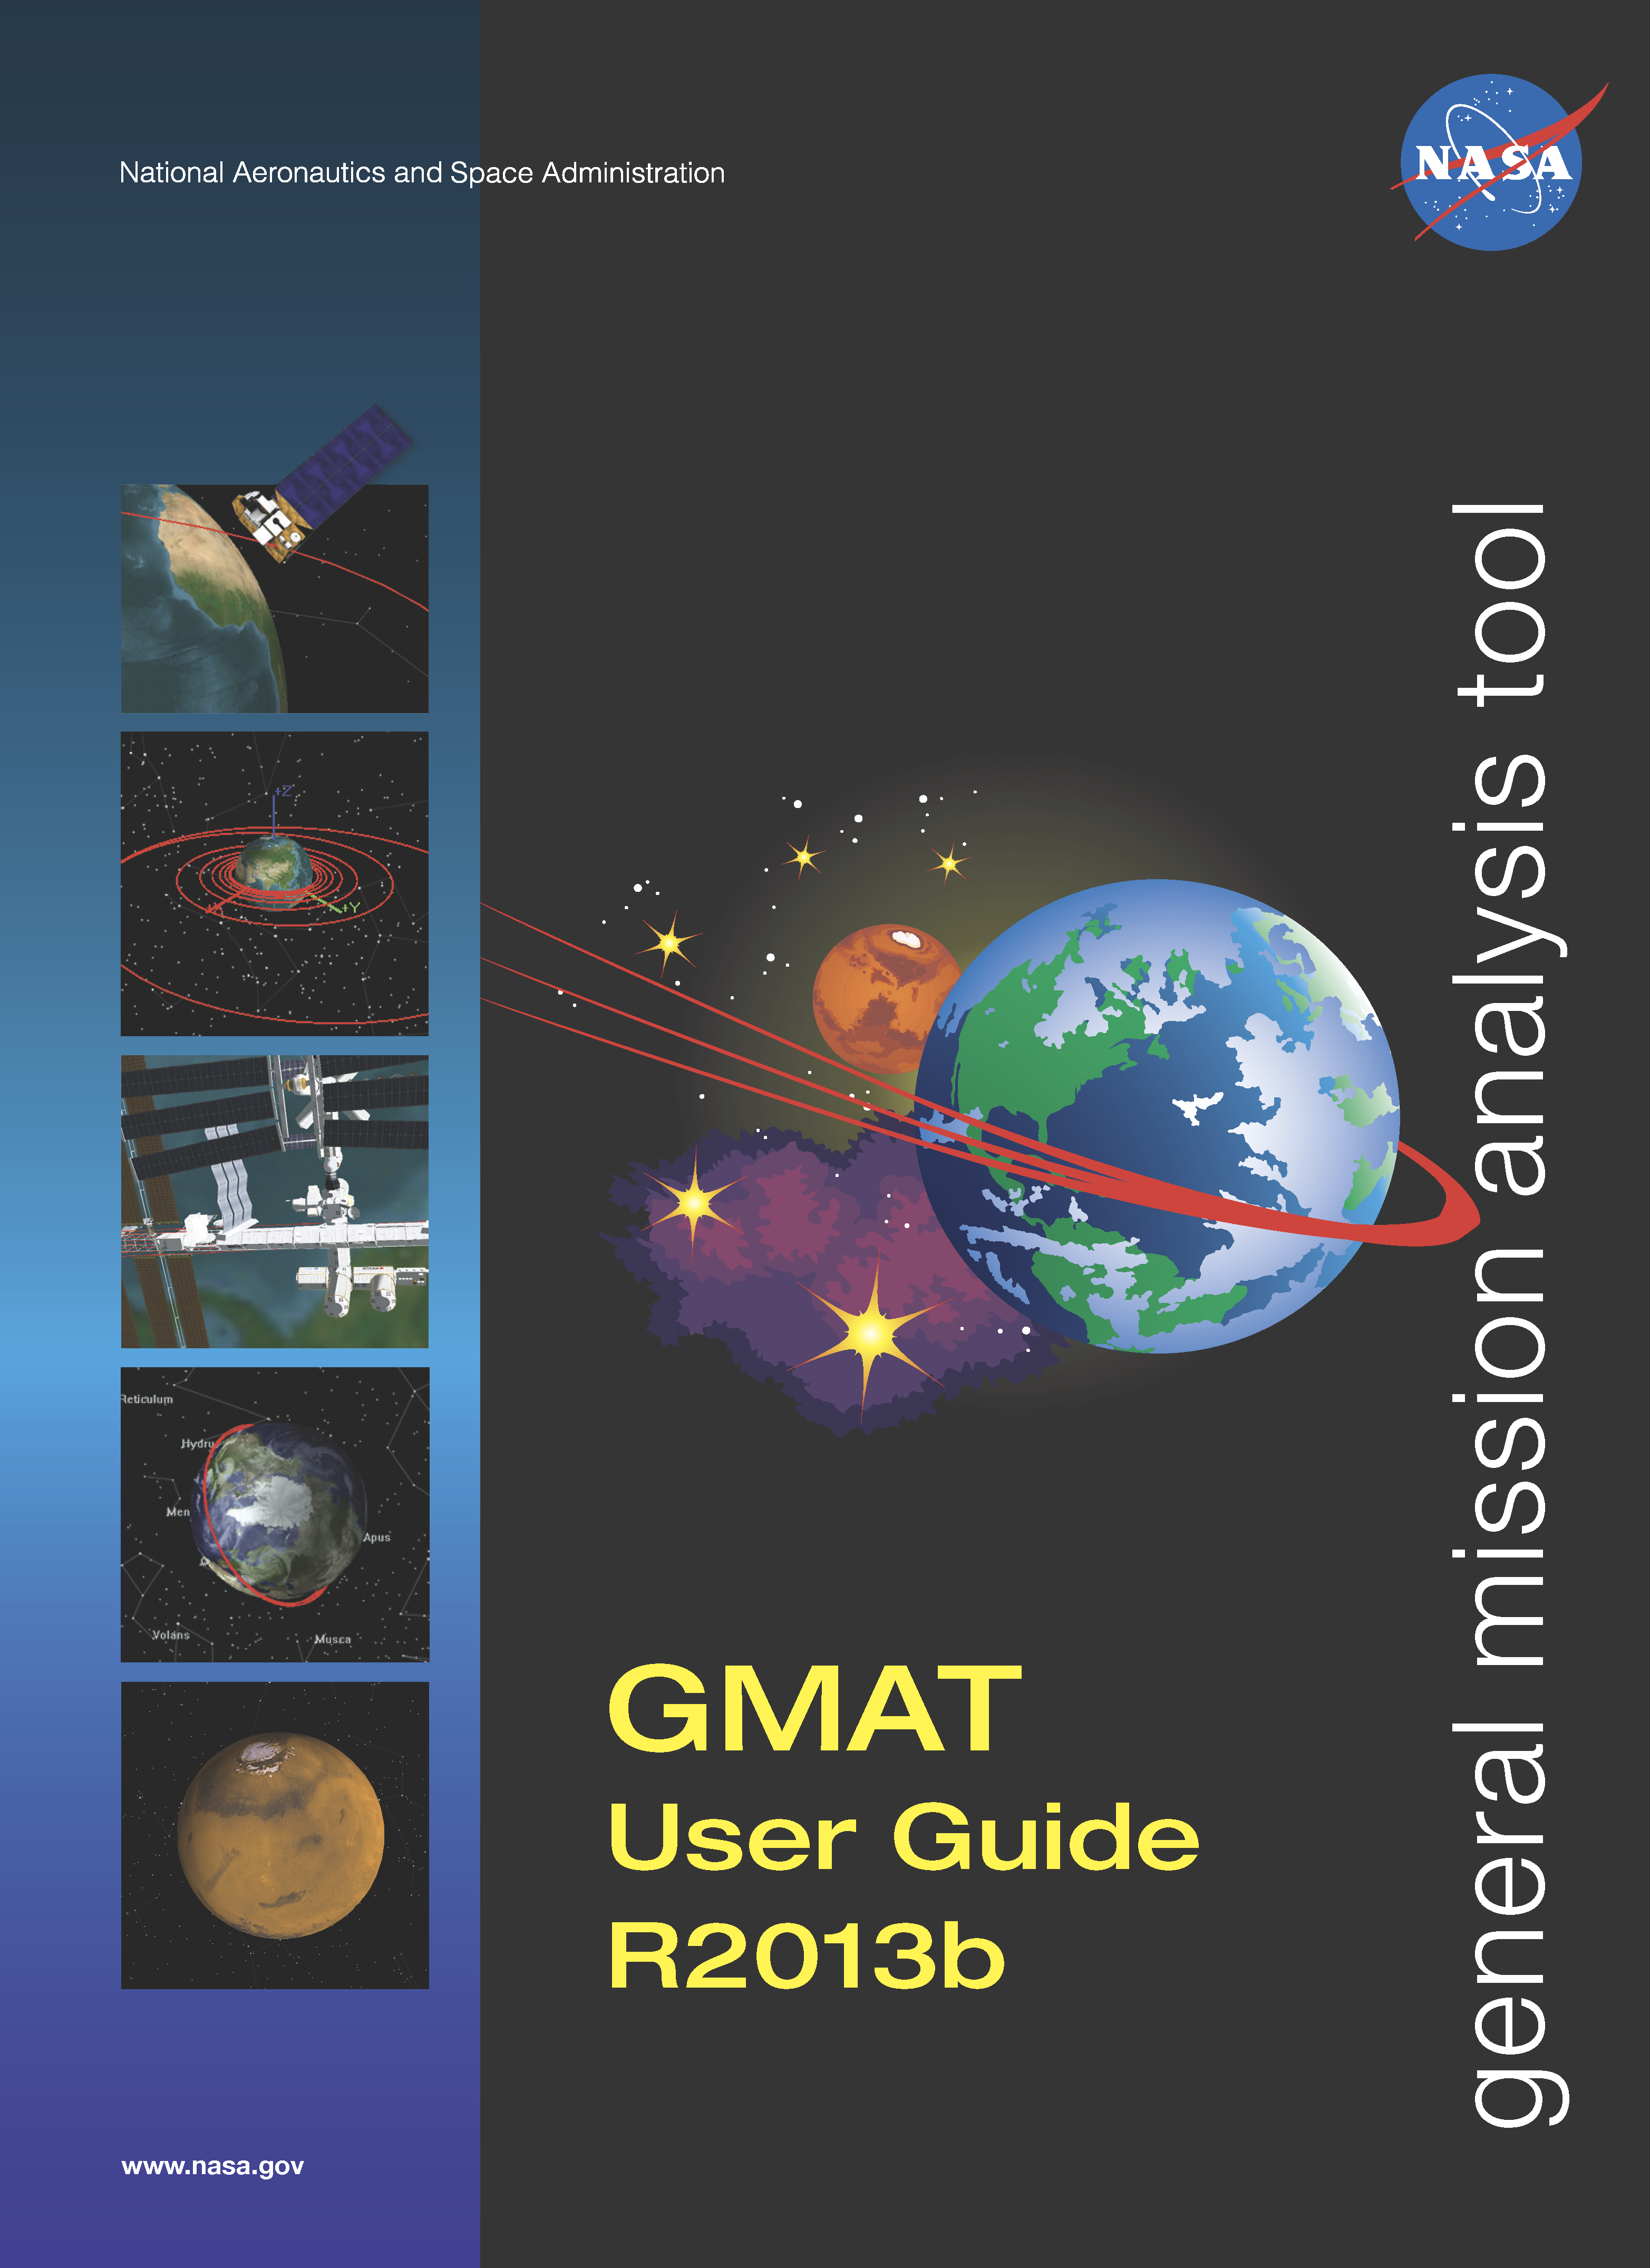 National Aeronautics and Space Administration
NASA
general mission analysis tool
+Z
+X
+Y
Reticulum
Hydru
Men
Apus
Volans
Musca
GMAT
User Guide
R2013b
www.nasa.gov